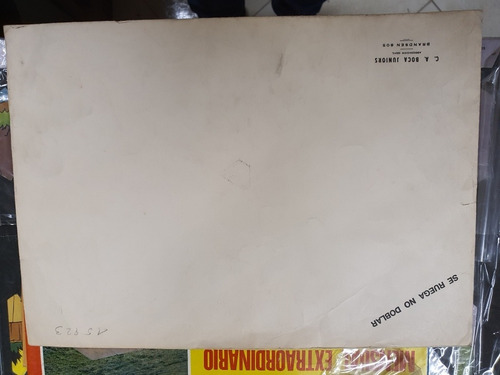 C. A. BOCA JUNIORS
BRANDSEN 805
SE RUEGA NO DOBLAR
EXTRAORDINARIO